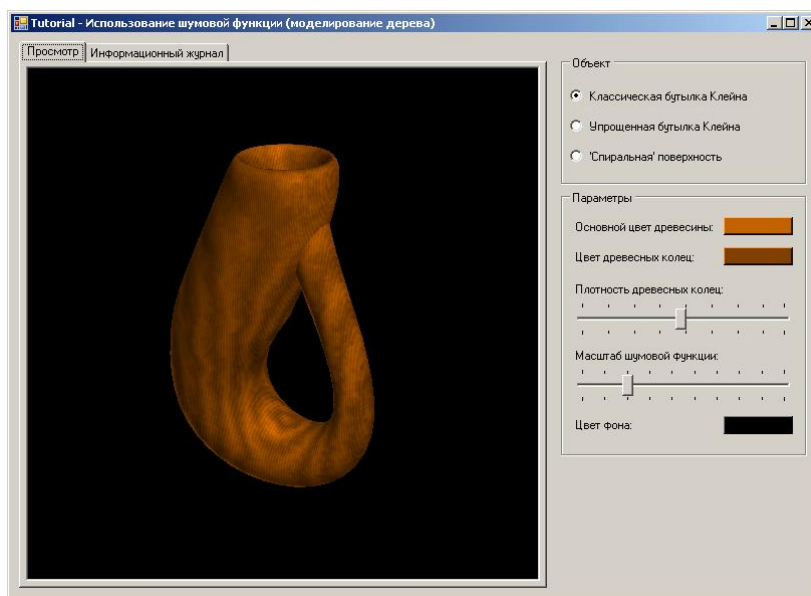 Tutorial - Использование шумовой функции (моделирование дерева)
Просмотр
Информационный журнал
Объект
Классическая бутылка Клейна
Упрощенная бутылка Клейна
'Спиральная' поверхность
Параметры
Основной цвет древесины:
Цвет древесных колец:
Плотность древесных колец:
Масштаб шумовой функции:
Цвет фона: